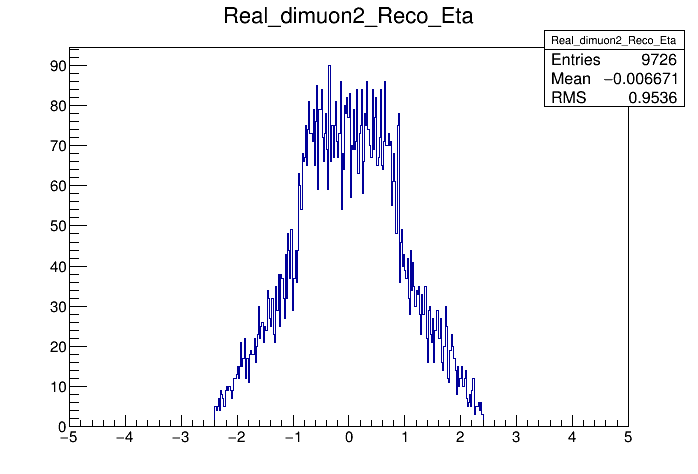 Real_dimuon2_Reco_Eta
Real_dimuon2_Reco_Eta
Entries 9726
Mean −0.006671
RMS 0.9536
90
80
70
60
50
40
30
20
10
0
−5 −4 −3 −2 −1 0 1 2 3 4 5